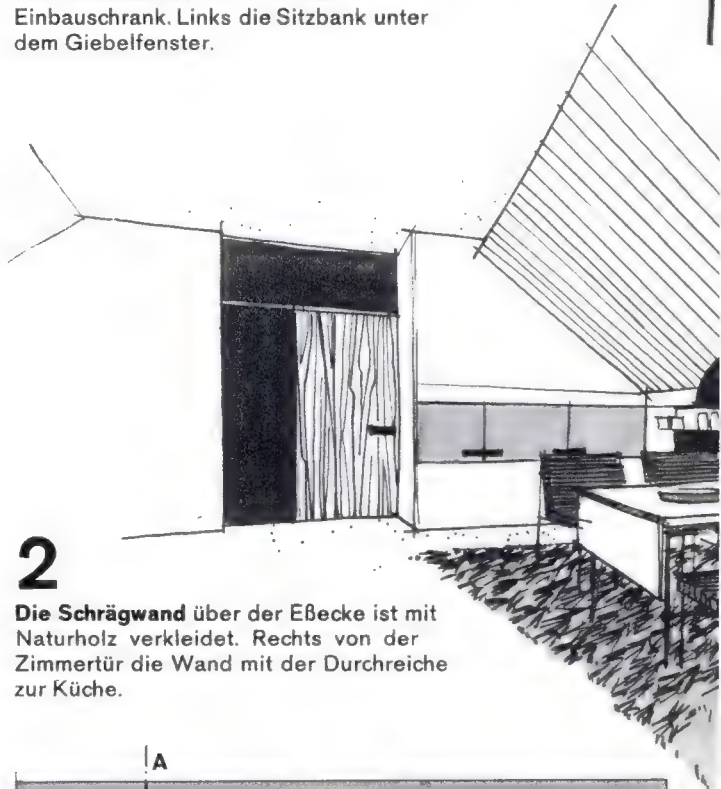 Einbauschrank. Links die Sitzbank unter
dem Giebelfenster.
2
Die Schrägwand über der Eßecke ist mit
Naturholz verkleidet. Rechts von der
Zimmertür die Wand mit der Durchreiche
zur Küche.
A